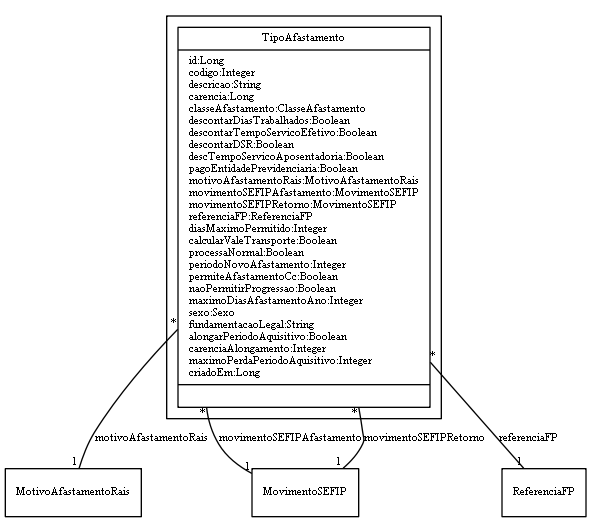 TipoAfastamento
id:Long
codigo:Integer
descricao:String
carencia:Long
classeAfastamento:ClasseAfastamento
descontarDiasTrabalhados:Boolean
descontarTempoServicoEfetivo:Boolean
descontarDSR:Boolean
descTempoServicoAposentadoria:Boolean
pagoEntidadePrevidenciaria:Boolean
motivoAfastamentoRais:MotivoAfastamentoRais
movimentoSEFIPAfastamento:MovimentoSEFIP
movimentoSEFIPRetorno:MovimentoSEFIP
referenciaFP:ReferenciaFP
diasMaximoPermitido:Integer
calcularValeTransporte:Boolean
processaNormal:Boolean
periodoNovoAfastamento:Integer
permiteAfastamentoCc:Boolean
naoPermitirProgressao:Boolean
maximoDiasAfastamentoAno:Integer
sexo:Sexo
fundamentacaoLegal:String
alongarPeriodoAquisitivo:Boolean
carenciaAlongamento:Integer
maximoPerdaPeriodoAquisitivo:Integer
criadoEm:Long
* * * *
motivoAfastamentoRais movimentoSEFIPAfastamento movimentoSEFIPRetorno referenciaFP
1 1 1 1
MotivoAfastamentoRais MovimentoSEFIP ReferenciaFP